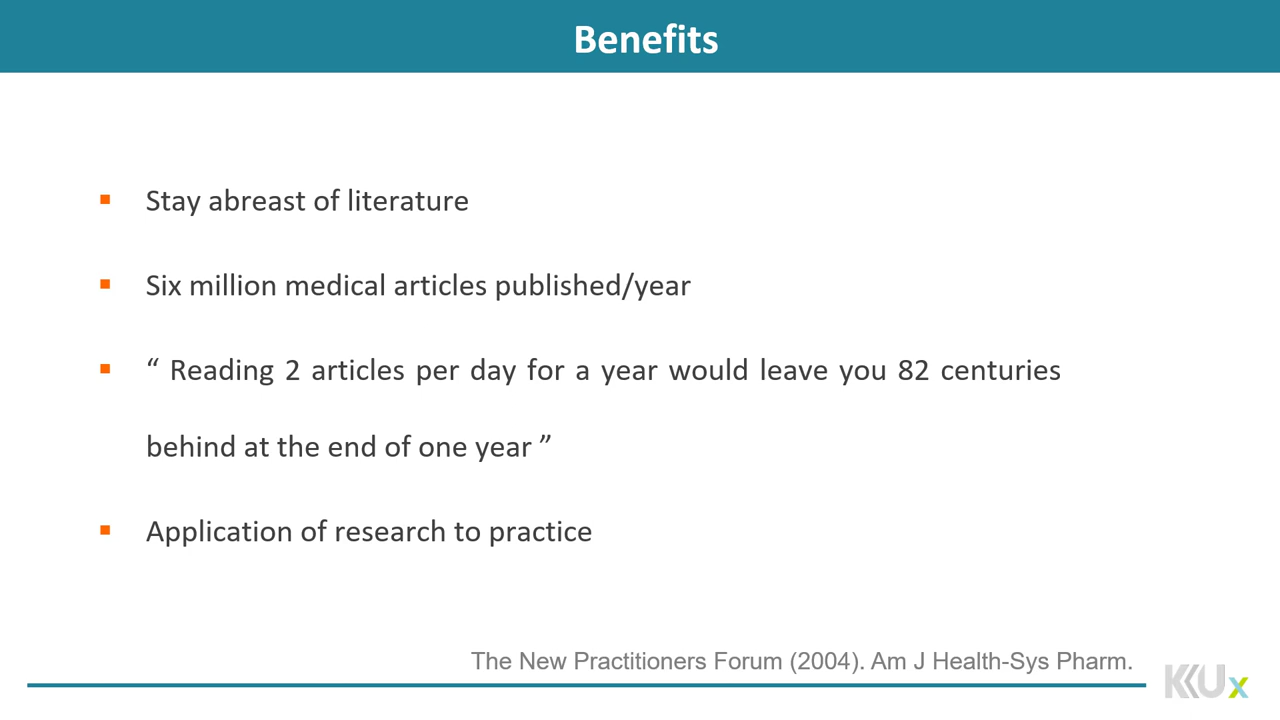 Benefits
Stay abreast of literature
Six million medical articles published/year
“ Reading 2 articles per day for a year would leave you 82 centuries
behind at the end of one year ”
Application of research to practice
The New Practitioners Forum (2004). Am J Health-Sys Pharm.
KKUx